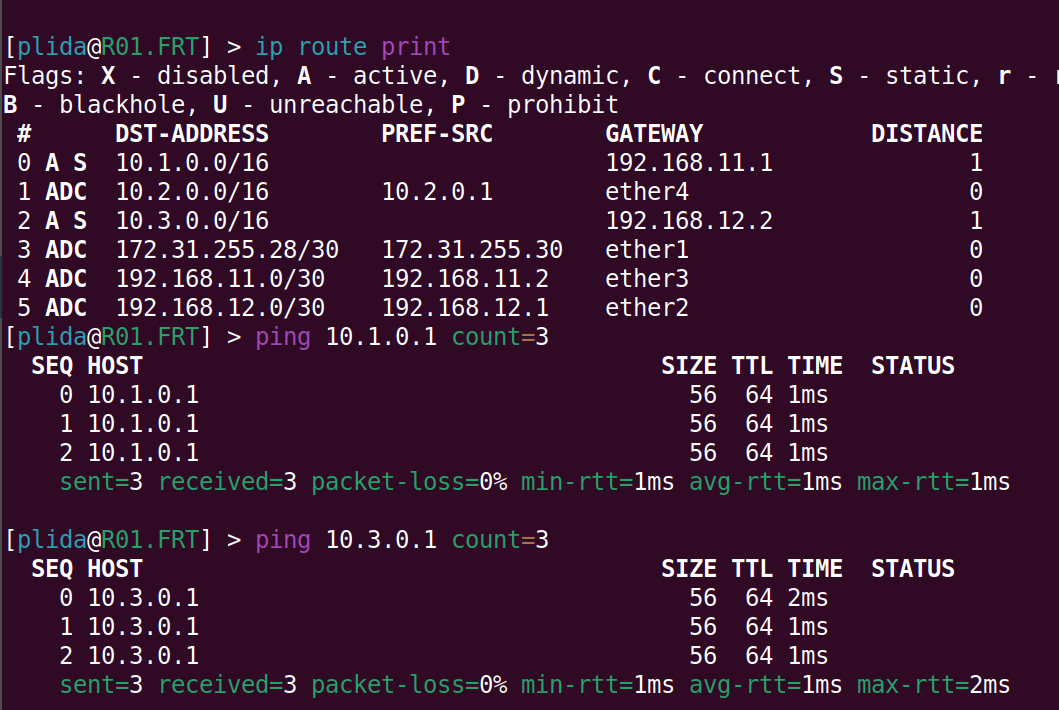 [plida@R01.FRT] > ip route print
Flags: X - disabled, A - active, D - dynamic, C - connect, S - static, r -
B - blackhole, U - unreachable, P - prohibit
 #      DST-ADDRESS        PREF-SRC        GATEWAY            DISTANCE
 0 A S  10.1.0.0/16                        192.168.11.1              1
 1 ADC  10.2.0.0/16        10.2.0.1        ether4                    0
 2 A S  10.3.0.0/16                        192.168.12.2              1
 3 ADC  172.31.255.28/30   172.31.255.30   ether1                    0
 4 ADC  192.168.11.0/30    192.168.11.2    ether3                    0
 5 ADC  192.168.12.0/30    192.168.12.1    ether2                    0
[plida@R01.FRT] > ping 10.1.0.1 count=3
  SEQ HOST                                     SIZE TTL TIME  STATUS
    0 10.1.0.1                                   56  64 1ms
    1 10.1.0.1                                   56  64 1ms
    2 10.1.0.1                                   56  64 1ms
    sent=3 received=3 packet-loss=0% min-rtt=1ms avg-rtt=1ms max-rtt=1ms
[plida@R01.FRT] > ping 10.3.0.1 count=3
  SEQ HOST                                     SIZE TTL TIME  STATUS
    0 10.3.0.1                                   56  64 2ms
    1 10.3.0.1                                   56  64 1ms
    2 10.3.0.1                                   56  64 1ms
    sent=3 received=3 packet-loss=0% min-rtt=1ms avg-rtt=1ms max-rtt=2ms